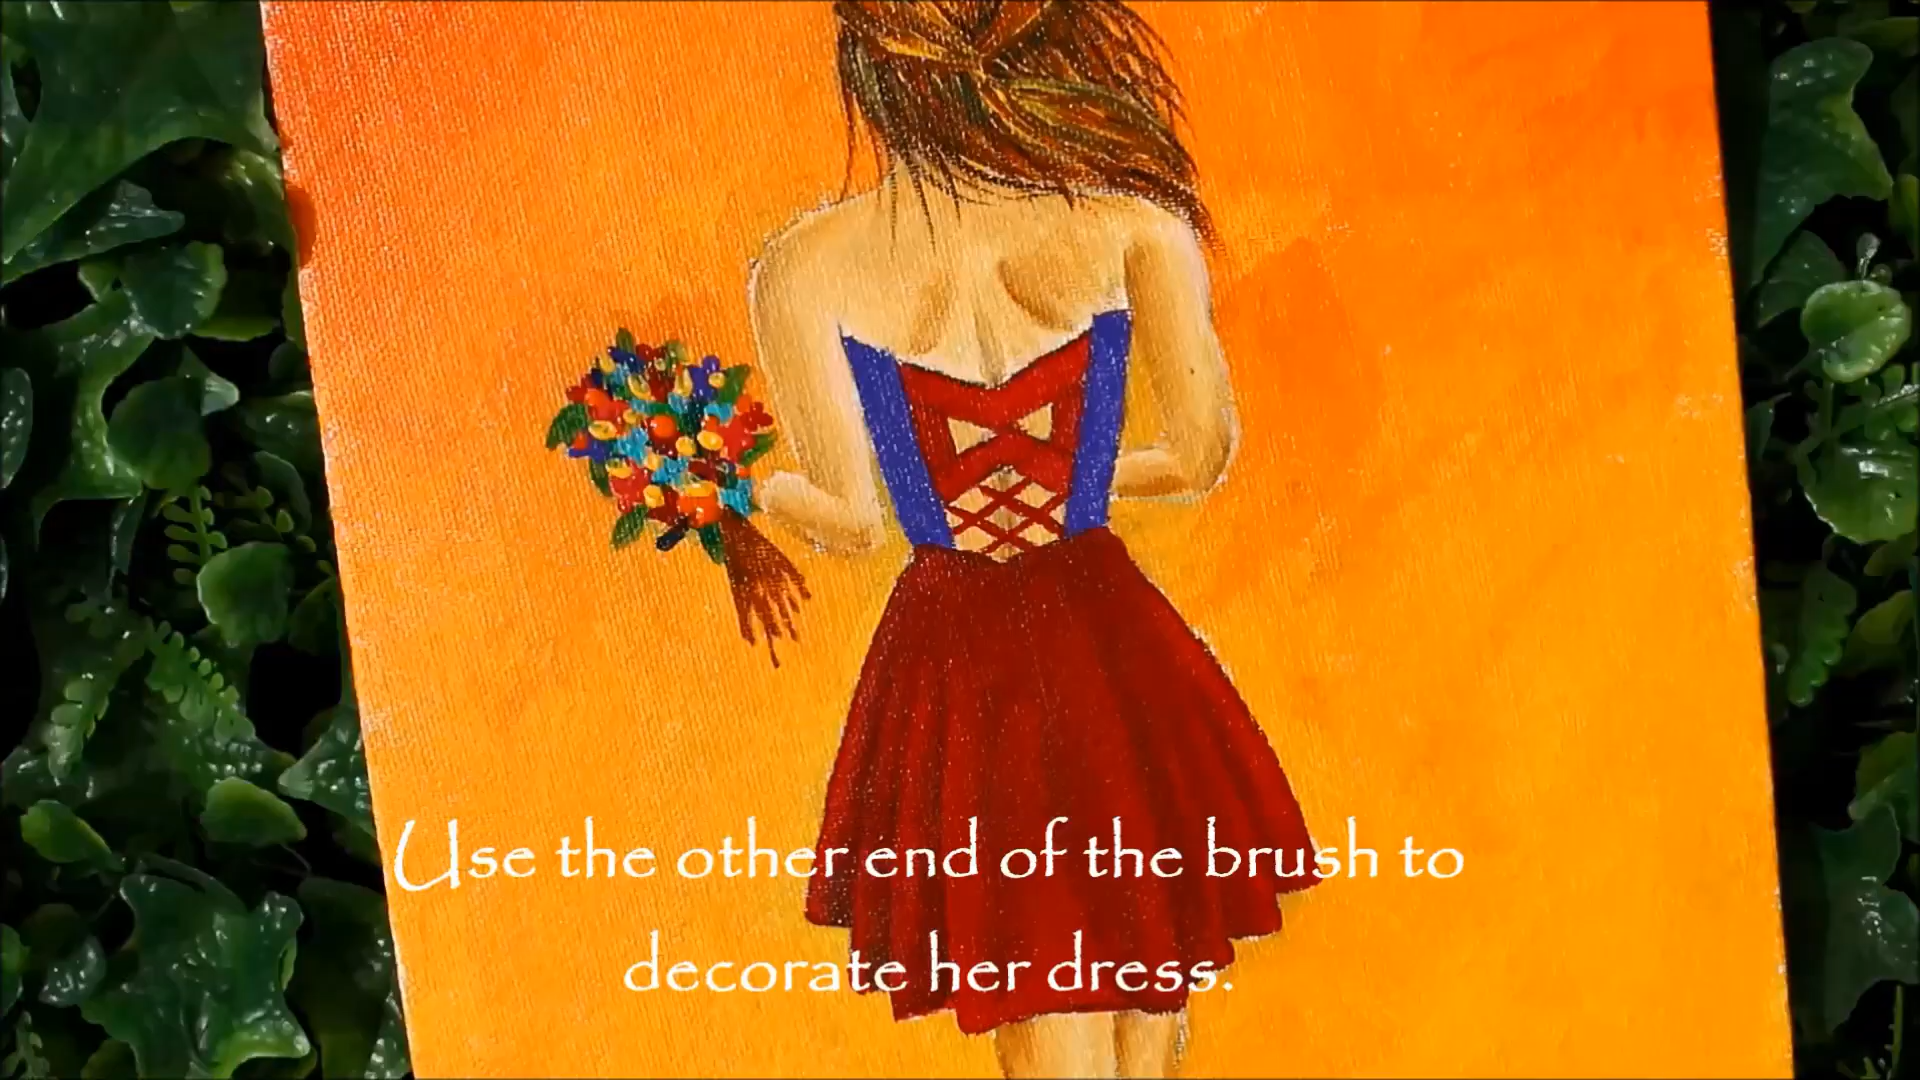 Use the other end of the brush to
decorate her dress.